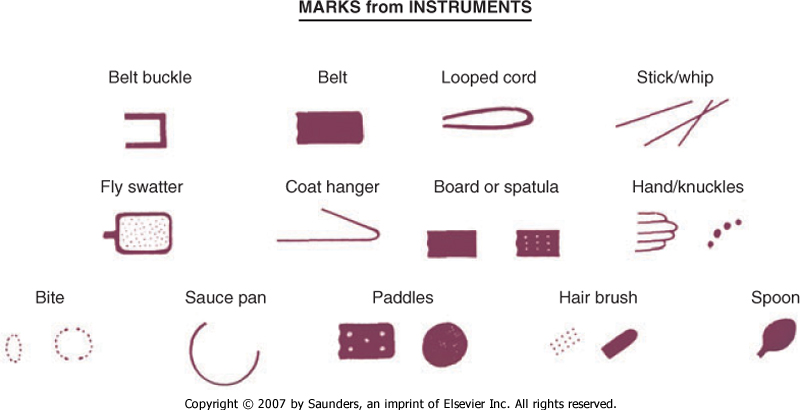 MARKS from INSTRUMENTS
Belt buckle Belt Looped cord Stick/whip
Fly swatter Coat hanger Board or spatula Hand/knuckles
Bite Sauce pan Paddles Hair brush Spoon
Copyright © 2007 by Saunders, an imprint of Elsevier Inc. All rights reserved.